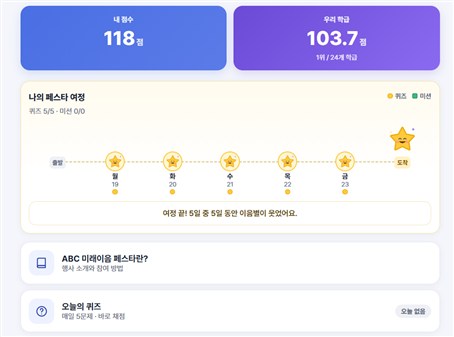 내 점수
118점
우리 학급
103.7점
1위 / 24개 학급
나의 페스타 여정
퀴즈 미션
퀴즈 5/5 · 미션 0/0
출발
도착
월 화 수 목 금
19 20 21 22 23
여정 끝! 5일 중 5일 동안 이음별이 웃었어요.
ABC 미래이음 페스타란?
행사 소개와 참여 방법
오늘의 퀴즈
매일 5문제 · 바로 채점
오늘 없음